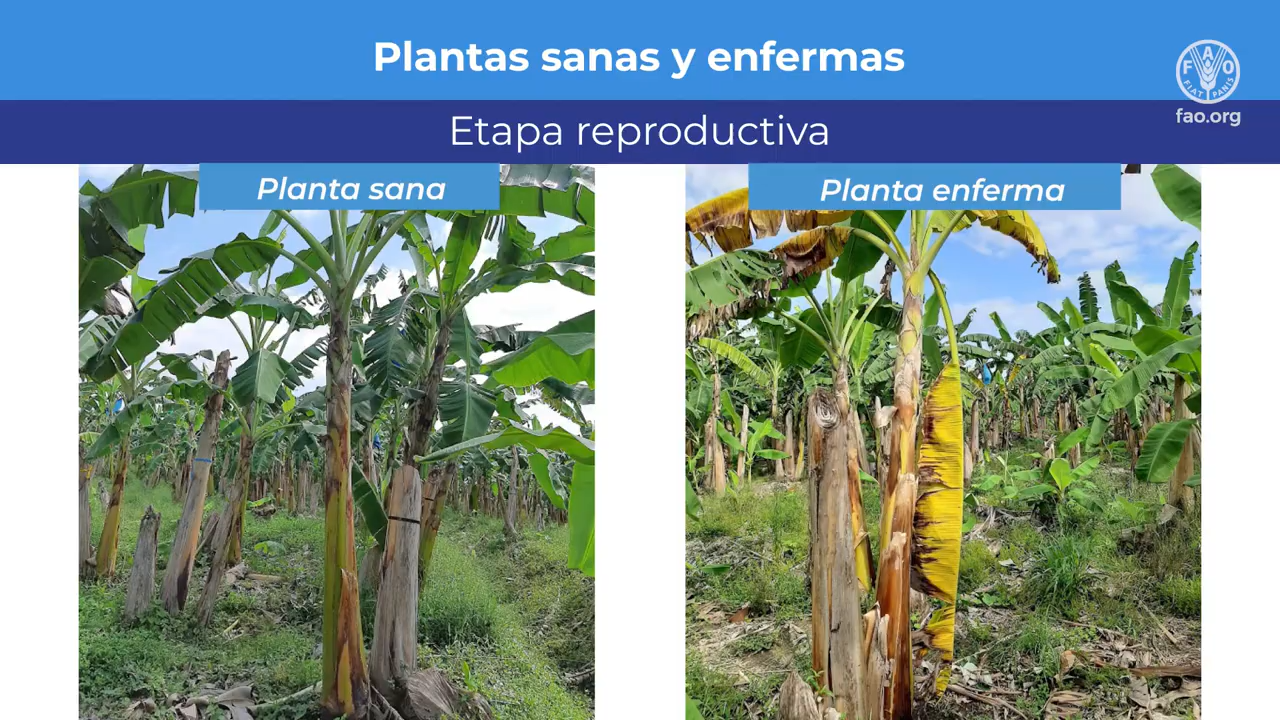 Plantas sanas y enfermas
Etapa reproductiva
Planta sana
Planta enferma
F A O
FIAT PANIS
fao.org